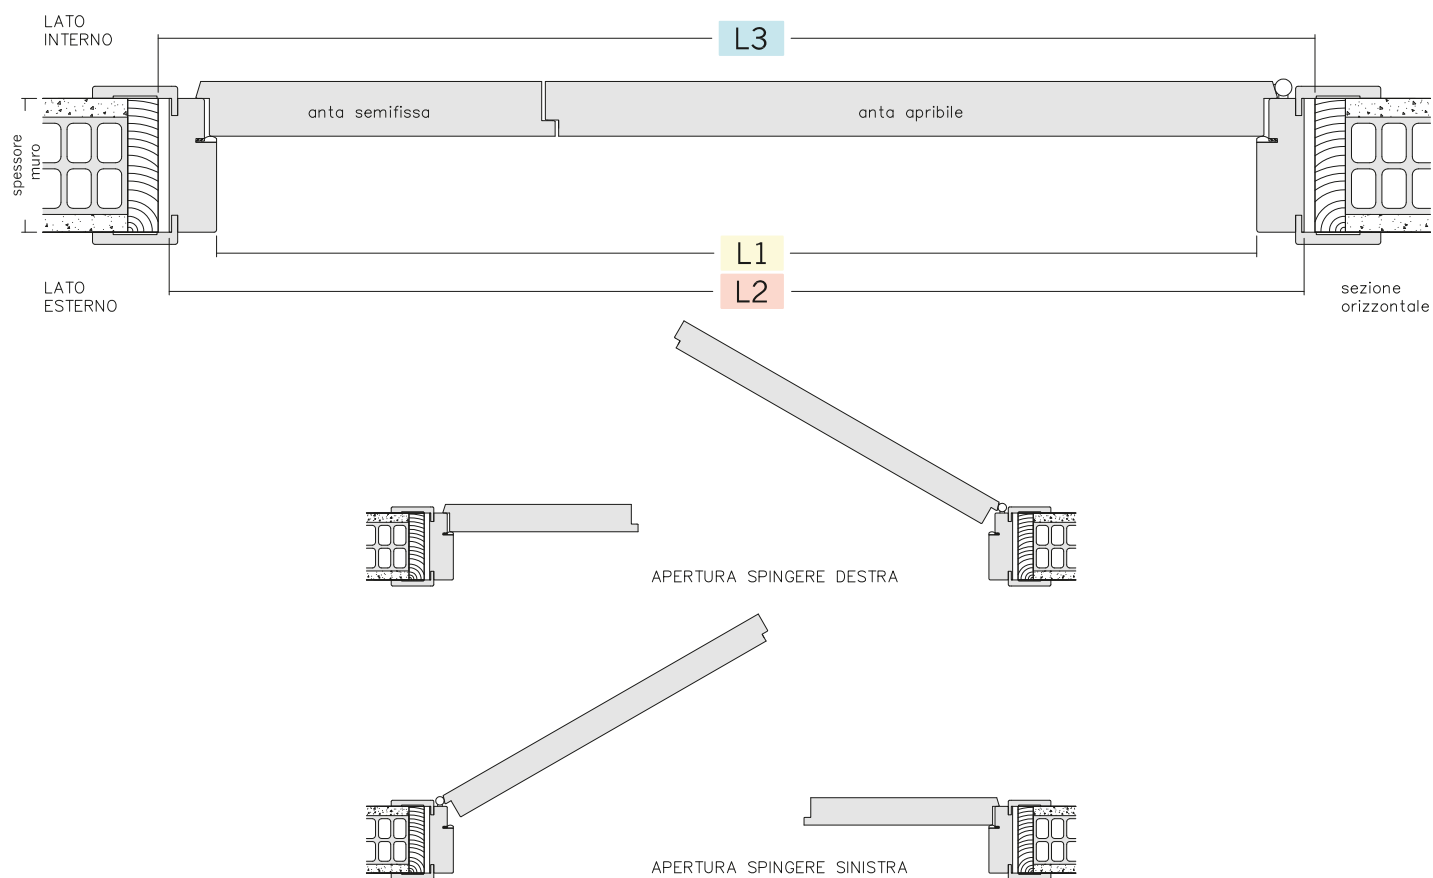 LATO
INTERNO
L3
anta semifissa
anta apribile
spessore
muro
L1
LATO
ESTERNO
L2
sezione
orizzontale
APERTURA SPINGERE DESTRA
APERTURA SPINGERE SINISTRA